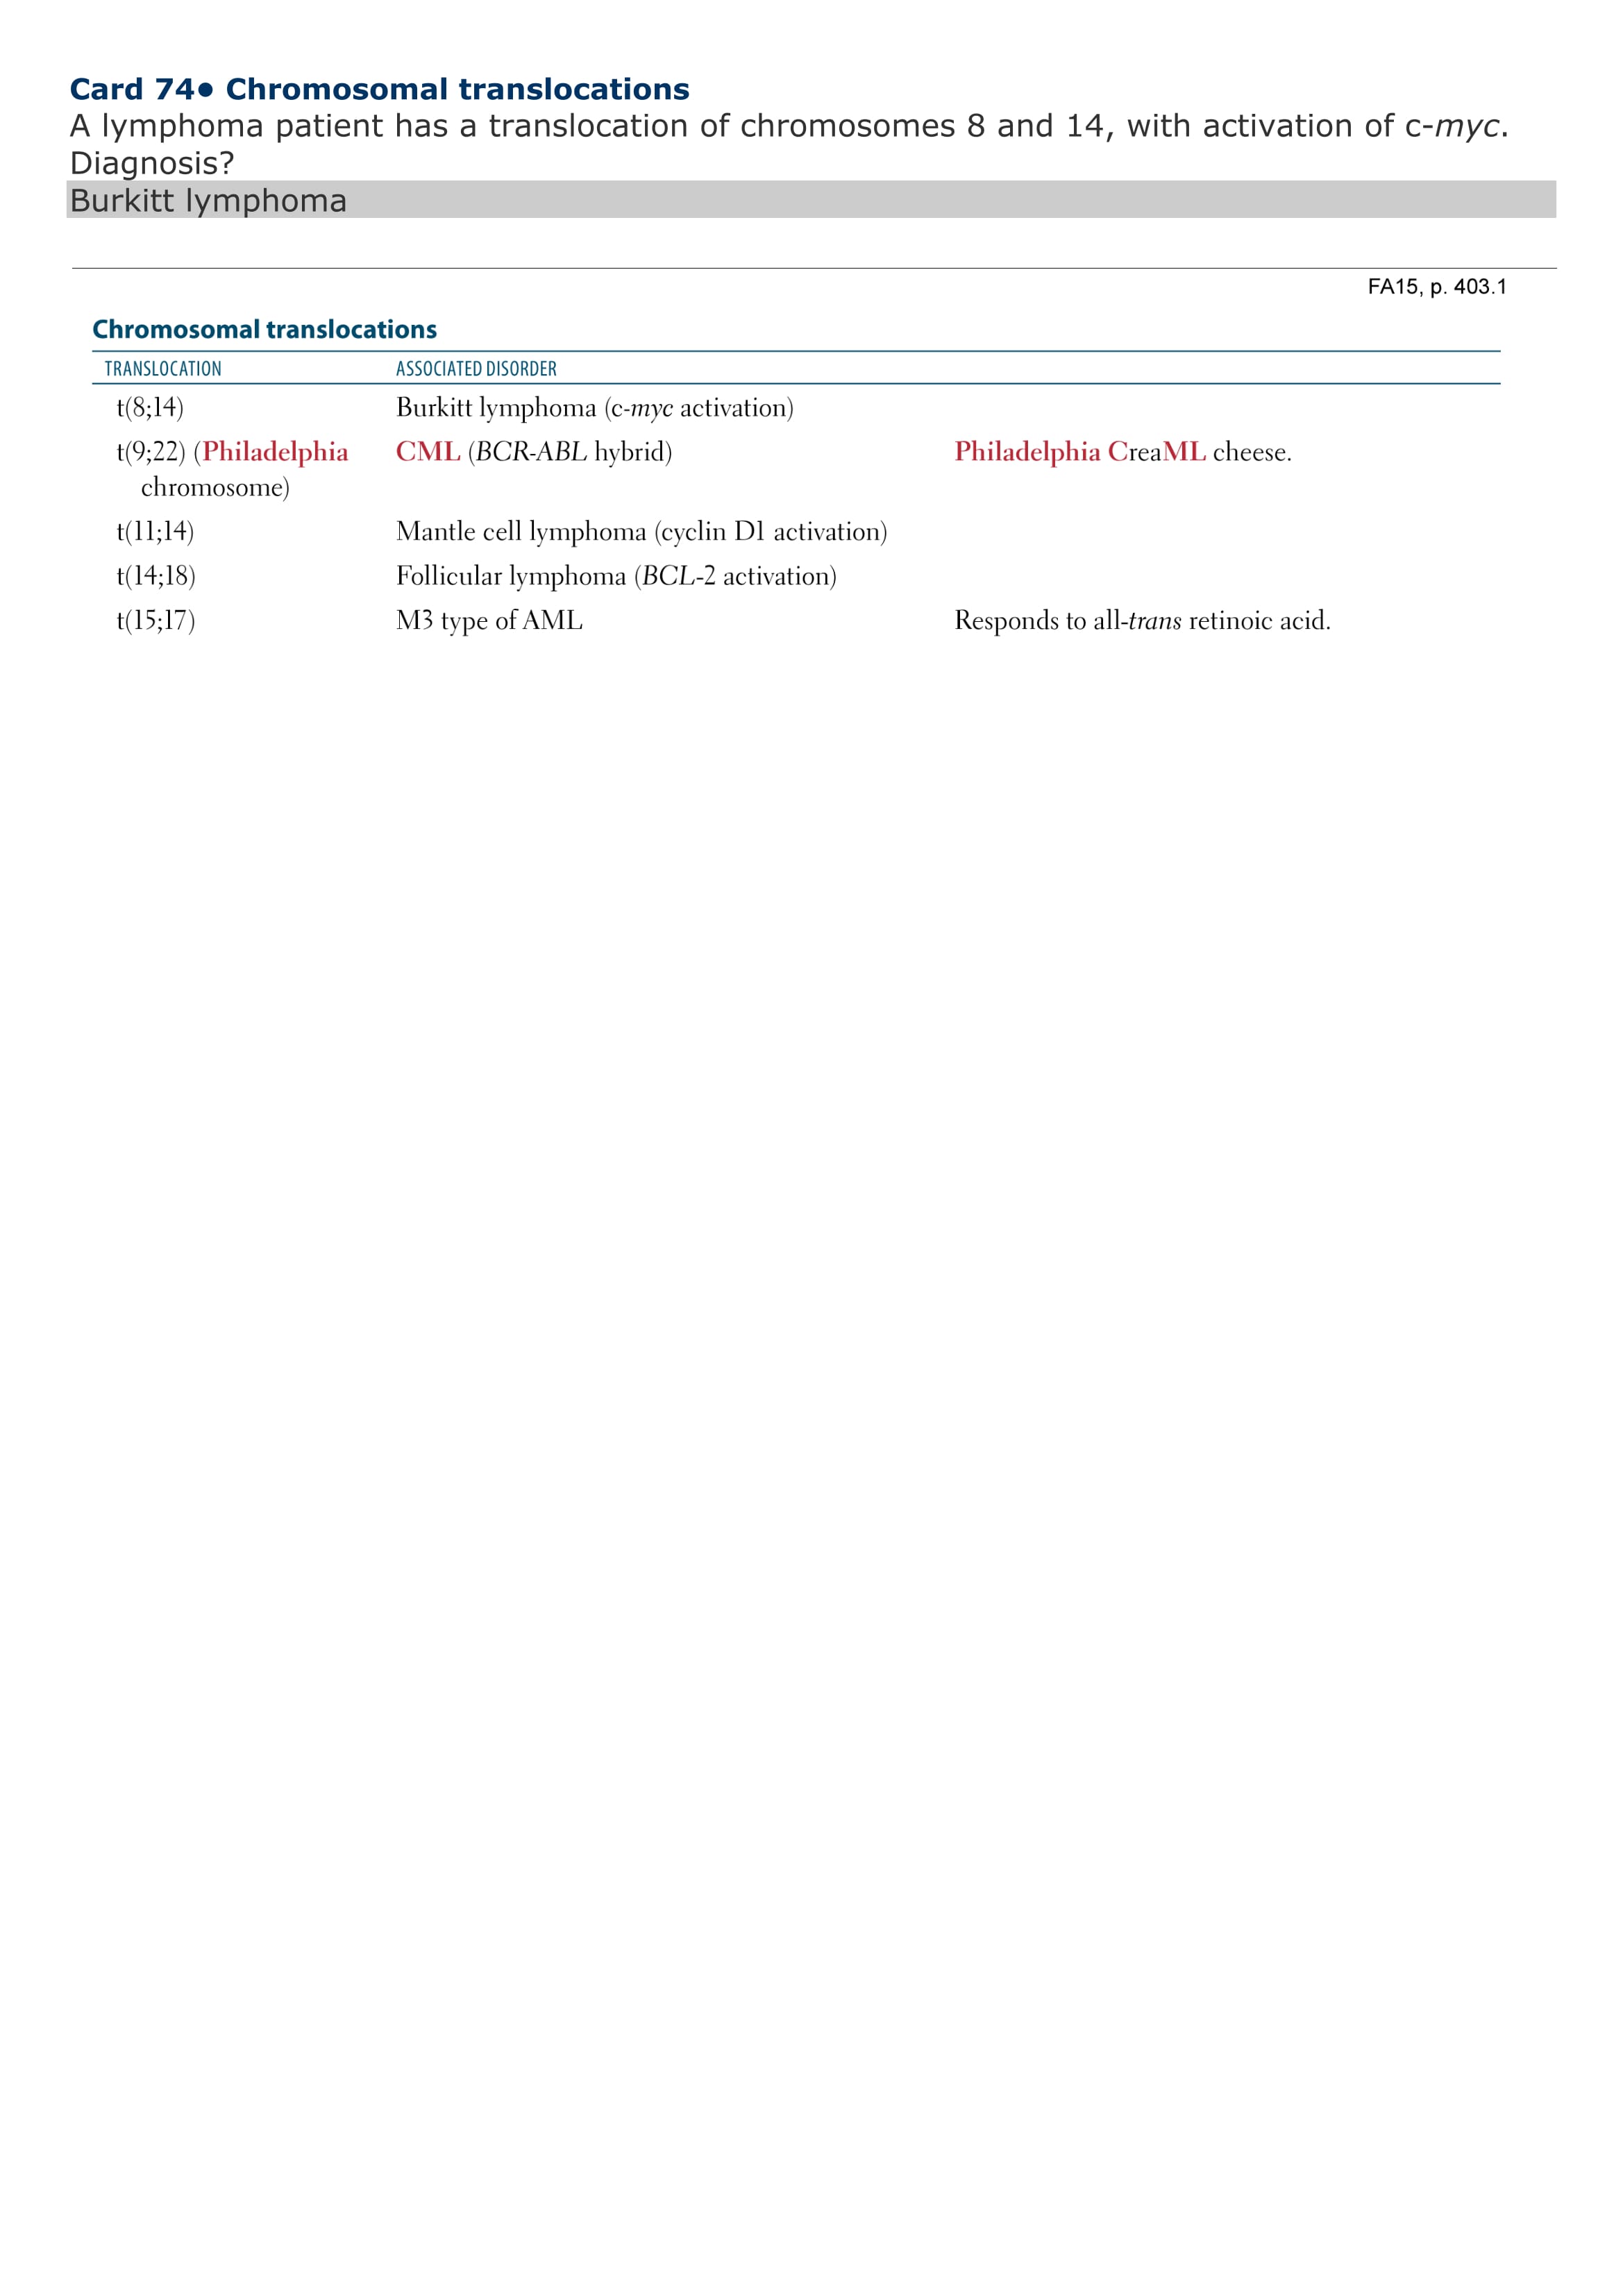 Card 74• Chromosomal translocations
A lymphoma patient has a translocation of chromosomes 8 and 14, with activation of c-myc.
Diagnosis?
Burkitt lymphoma
FA15, p. 403.1
Chromosomal translocations
TRANSLOCATION ASSOCIATED DISORDER
t(8;14) Burkitt lymphoma (c-myc activation)
t(9;22) (Philadelphia CML (BCR-ABL hybrid) Philadelphia CreaML cheese.
chromosome)
t(11;14) Mantle cell lymphoma (cyclin D1 activation)
t(14;18) Follicular lymphoma (BCL-2 activation)
t(15;17) M3 type of AML Responds to all-trans retinoic acid.